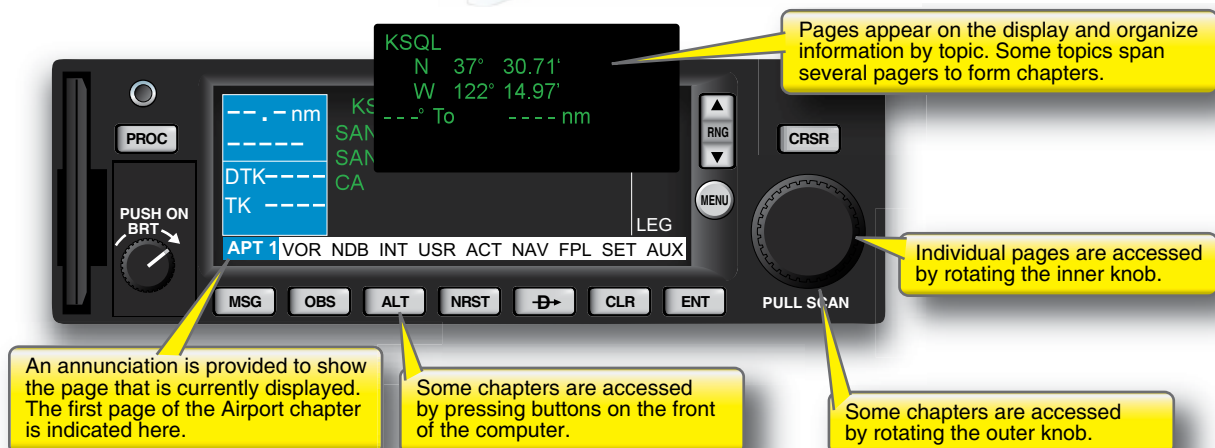 Pages appear on the display and organize
information by topic. Some topics span
several pagers to form chapters.
KSQL
N 37° 30.71‘
W 122° 14.97’
---° To ---- nm
--.- nm
-----
DTK----
TK ----
KS
SAN
SAN
CA
LEG
APT 1 VOR NDB INT USR ACT NAV FPL SET AUX
PROC
PUSH ON
BRT
RNG
MENU
CRSR
PULL SCAN
MSG OBS ALT NRST D CLR ENT
Individual pages are accessed
by rotating the inner knob.
An annunciation is provided to show
the page that is currently displayed.
The first page of the Airport chapter
is indicated here.
Some chapters are accessed
by pressing buttons on the front
of the computer.
Some chapters are accessed
by rotating the outer knob.